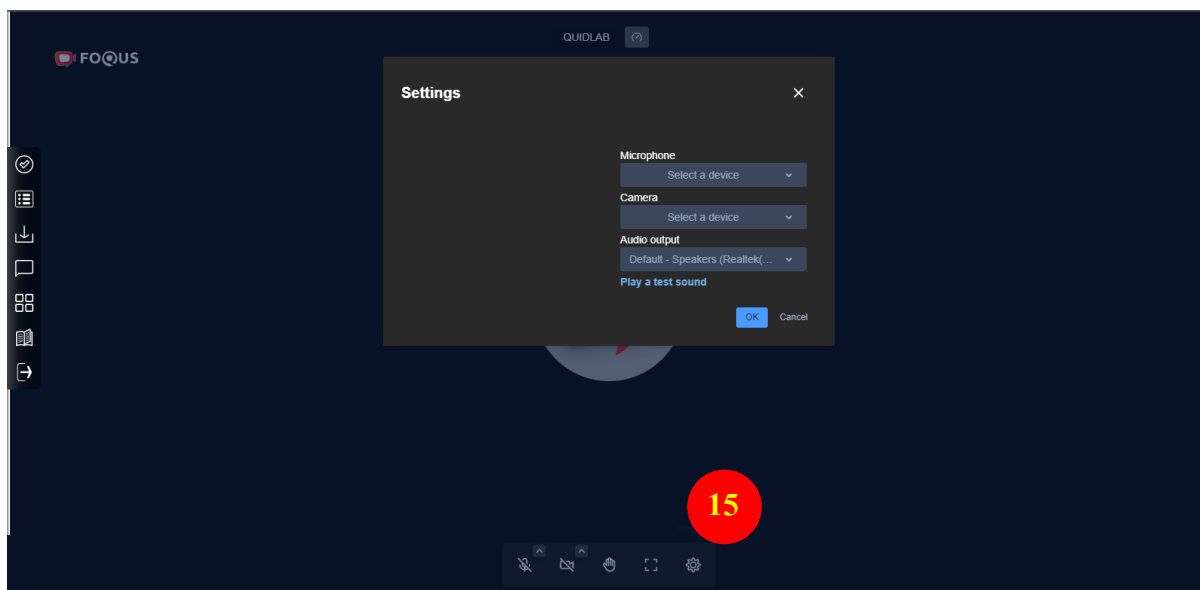 QUIDLAB
FOQUS
Settings
Microphone
Select a device
Camera
Select a device
Audio output
Default - Speakers (Realtek(...
Play a test sound
OK Cancel
15